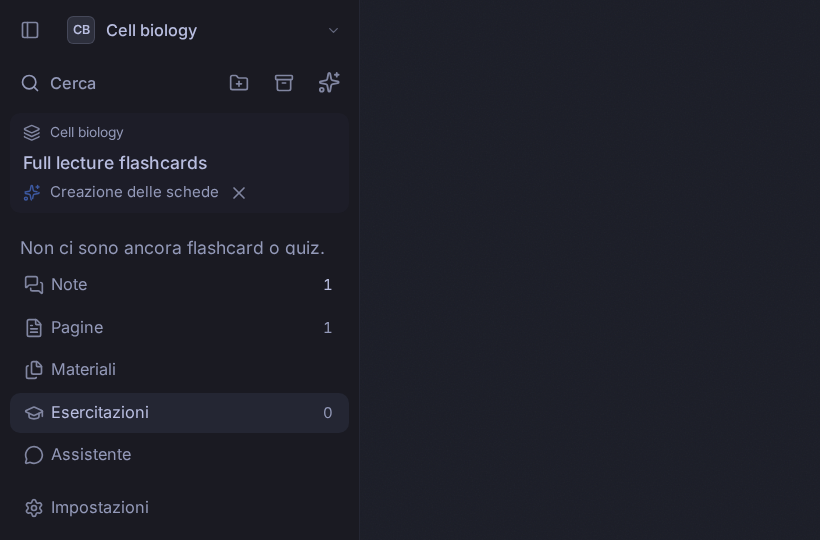 CB Cell biology
Cerca
Cell biology
Full lecture flashcards
Creazione delle schede
Non ci sono ancora flashcard o quiz.
Note 1
Pagine 1
Materiali
Esercitazioni 0
Assistente
Impostazioni